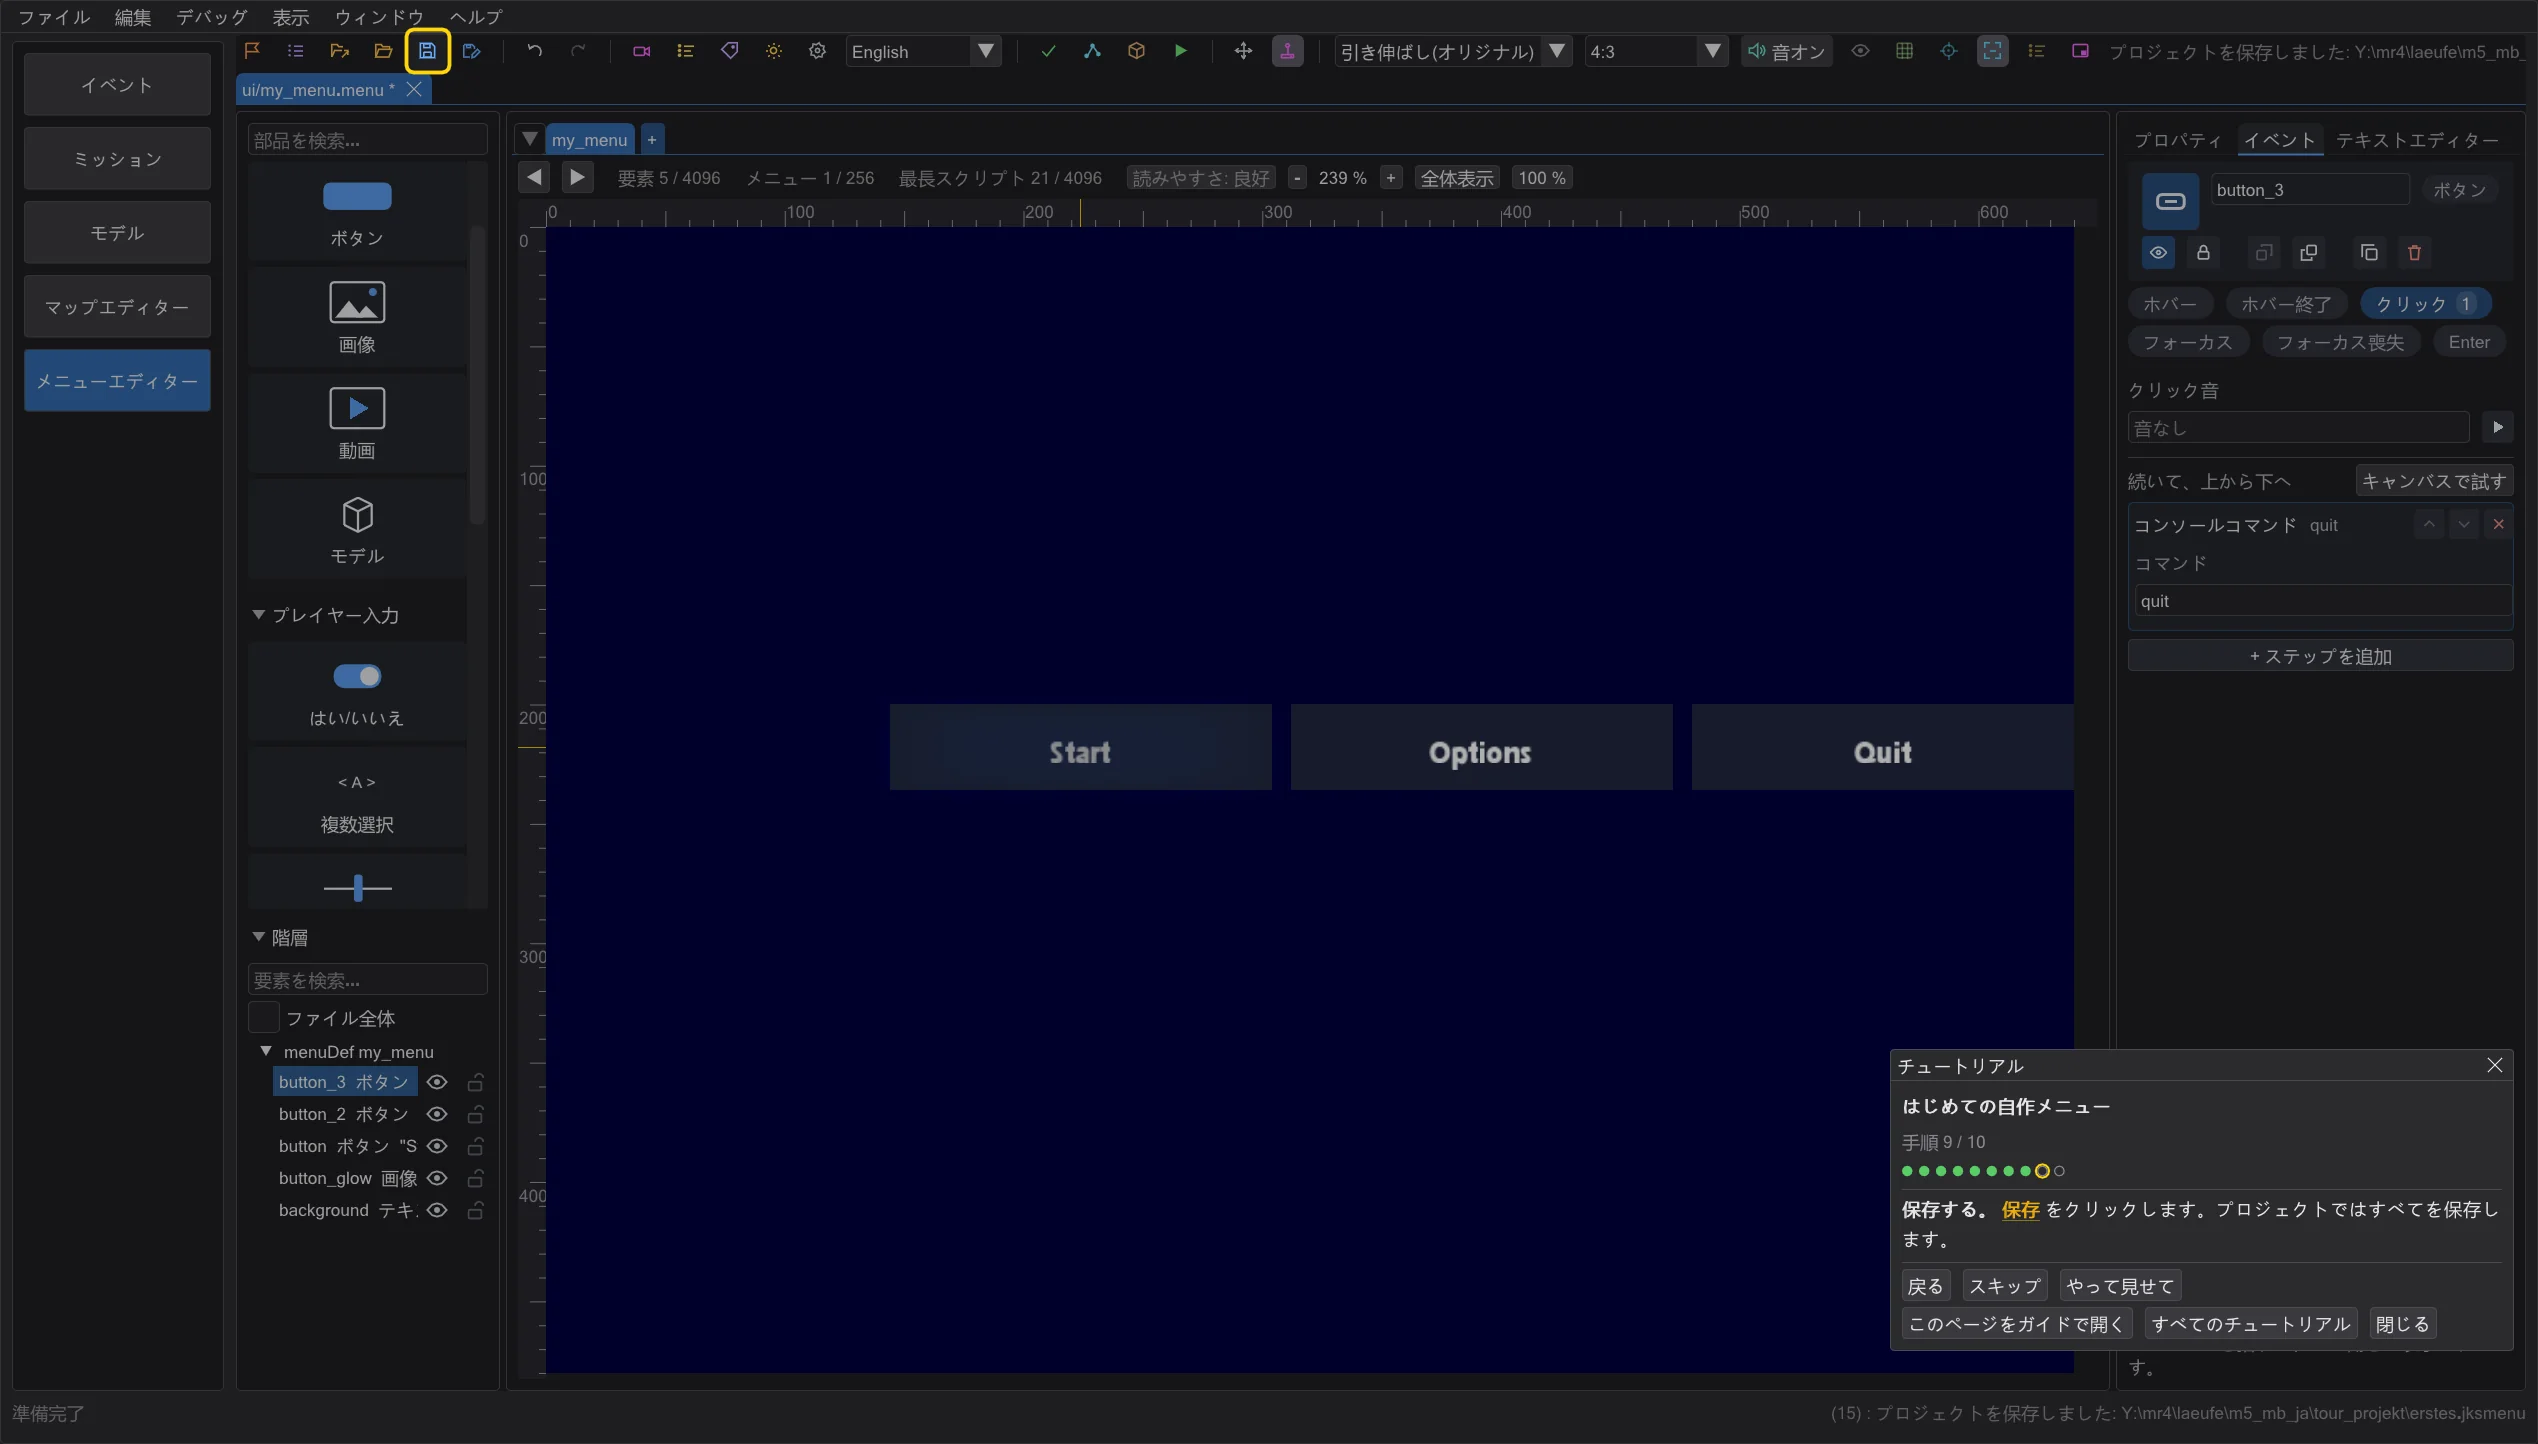 ファイル 編集 デバッグ 表示 ウィンドウ ヘルプ
English 引き伸ばし(オリジナル) 4:3 音オン プロジェクトを保存しました: Y:\mr4\laeufe\m5_mb_
イベント
ミッション
モデル
マップエディター
メニューエディター
ui/my_menu.menu *
部品を検索...
ボタン
画像
動画
モデル
プレイヤー入力
はい/いいえ
< A >
複数選択
階層
要素を検索...
ファイル全体
menuDef my_menu
button_3 ボタン
button_2 ボタン
button ボタン "S
button_glow 画像
background テキ.
my_menu +
要素 5 / 4096 メニュー 1 / 256 最長スクリプト 21 / 4096 読みやすさ: 良好 - 239 % + 全体表示 100 %
0 100 200 300 400 500 600
0
100
200
300
400
Start Options Quit
プロパティ イベント テキストエディター
button_3 ボタン
ホバー ホバー終了 クリック 1
フォーカス フォーカス喪失 Enter
クリック音
音なし
続いて、上から下へ キャンバスで試す
コンソールコマンド quit
コマンド
quit
+ ステップを追加
チュートリアル
はじめての自作メニュー
手順 9 / 10
保存する。 保存 をクリックします。プロジェクトではすべてを保存し
ます。
戻る スキップ やって見せて
このページをガイドで開く すべてのチュートリアル 閉じる
す。
準備完了 (15) : プロジェクトを保存しました: Y:\mr4\laeufe\m5_mb_ja\tour_projekt\erstes.jksmenu